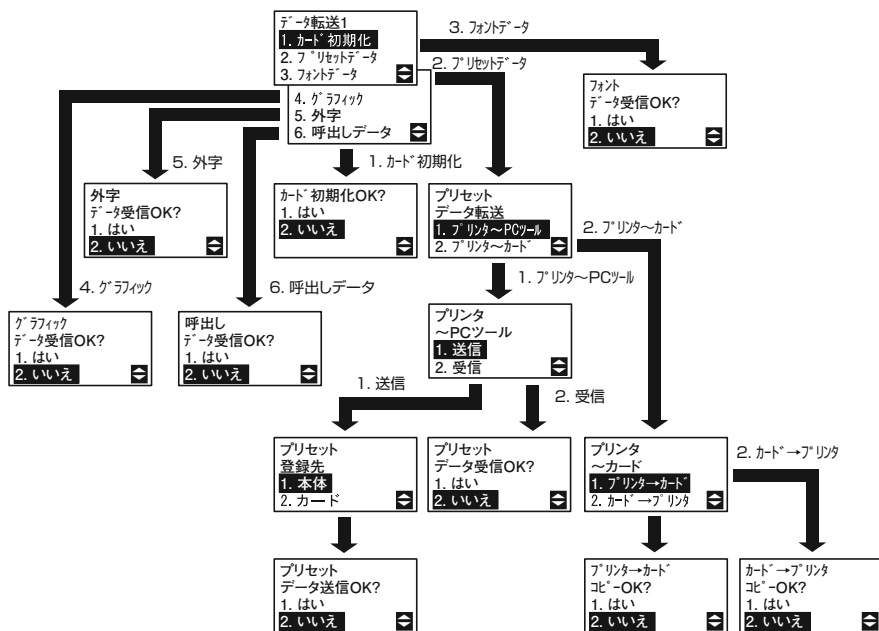 データ転送1
1. ｶｰﾄﾞ初期化
2. ﾌﾟﾘｾｯﾄﾃﾞｰﾀ
3. ﾌｫﾝﾄﾃﾞｰﾀ
4. ｸﾞﾗﾌｨｯｸ
5. 外字
6. 呼出しデータ
3. ﾌｫﾝﾄﾃﾞｰﾀ
2. ﾌﾟﾘｾｯﾄﾃﾞｰﾀ
ﾌｫﾝﾄ
ﾃﾞｰﾀ受信OK?
1. はい
2. いいえ
5. 外字
1. ｶｰﾄﾞ初期化
外字
ﾃﾞｰﾀ受信OK?
1. はい
2. いいえ
ｶｰﾄﾞ初期化OK?
1. はい
2. いいえ
プリセット
データ転送
1. ﾌﾟﾘﾝﾀ～PCﾂｰﾙ
2. ﾌﾟﾘﾝﾀ～ｶｰﾄﾞ
2. ﾌﾟﾘﾝﾀ～ｶｰﾄﾞ
4. ｸﾞﾗﾌｨｯｸ
6. 呼出しデータ
1. ﾌﾟﾘﾝﾀ～PCﾂｰﾙ
ｸﾞﾗﾌｨｯｸ
ﾃﾞｰﾀ受信OK?
1. はい
2. いいえ
呼出し
ﾃﾞｰﾀ受信OK?
1. はい
2. いいえ
プリンタ
～PCツール
1. 送信
2. 受信
1. 送信
2. 受信
プリセット
登録先
1. 本体
2. カード
プリセット
データ受信OK?
1. はい
2. いいえ
プリンタ
～カード
1. ﾌﾟﾘﾝﾀ→ｶｰﾄﾞ
2. ｶｰﾄﾞ→ﾌﾟﾘﾝﾀ
2. ｶｰﾄﾞ→ﾌﾟﾘﾝﾀ
プリセット
データ送信OK?
1. はい
2. いいえ
ﾌﾟﾘﾝﾀ→ｶｰﾄﾞ
ｺﾋﾟｰOK?
1. はい
2. いいえ
ｶｰﾄﾞ→ﾌﾟﾘﾝﾀ
ｺﾋﾟｰOK?
1. はい
2. いいえ